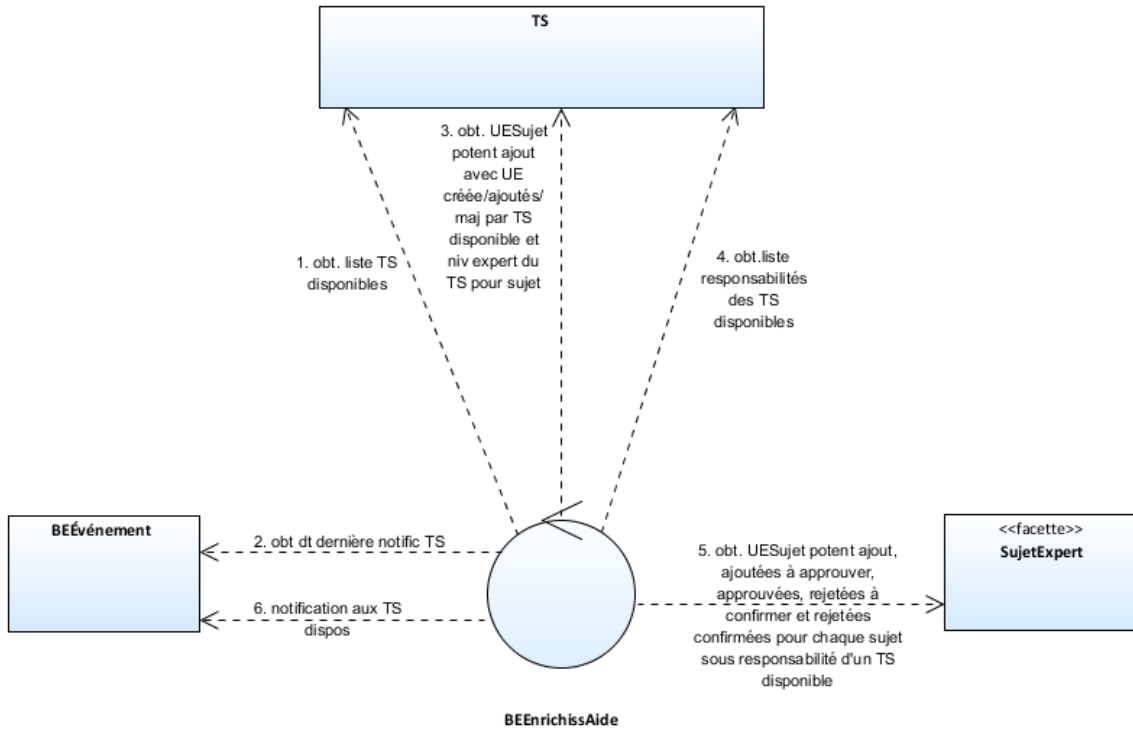 TS
3. obt. UESujet
potent ajout
avec UE
créée/ajoutés/
maj par TS
disponible et
niv expert du
TS pour sujet
1. obt. liste TS
disponibles
4. obt.liste
responsabilités
des TS
disponibles
BEÉvénement
2. obt dt dernière notific TS
6. notification aux TS
dispos
5. obt. UESujet potent ajout,
ajoutées à approuver,
approuvées, rejetées à
confirmer et rejetées
confirmées pour chaque sujet
sous responsabilité d'un TS
disponible
<<facette>>
SujetExpert
BEEnrichissAide